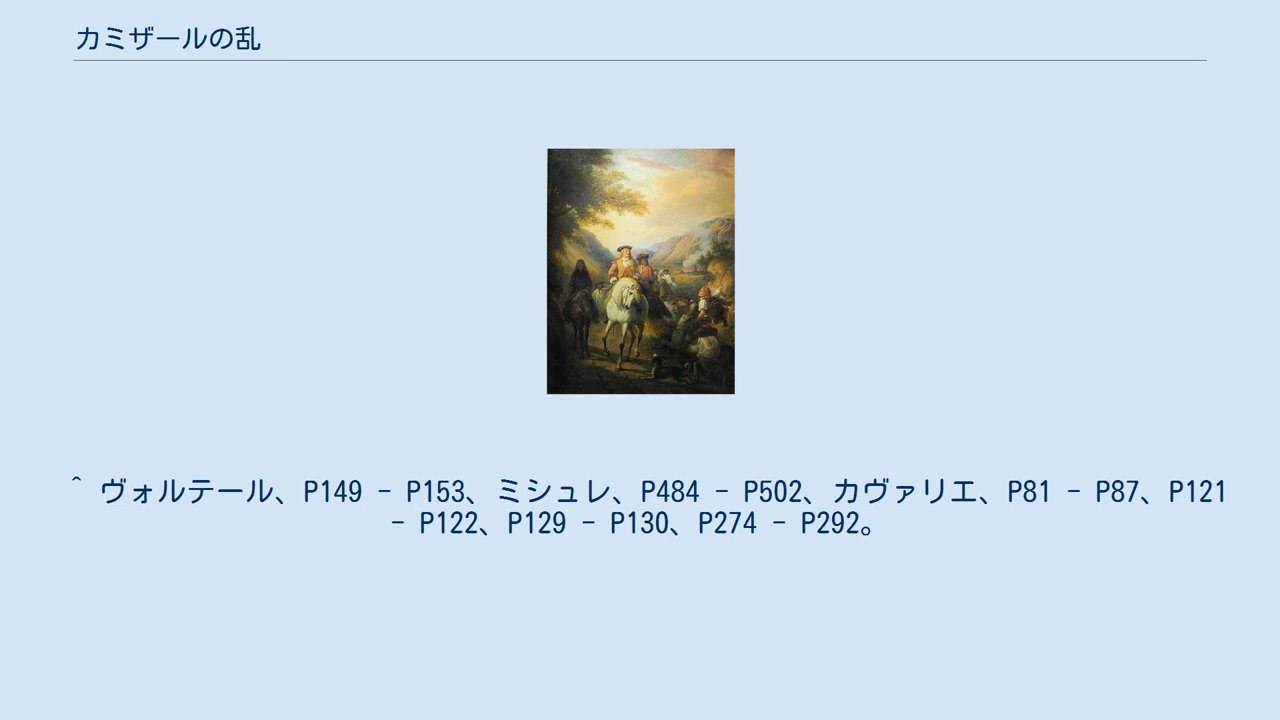 カミザールの乱
^ ヴォルテール、P149 - P153、ミシュレ、P484 - P502、カヴァリエ、P81 - P87、P121
- P122、P129 - P130、P274 - P292。